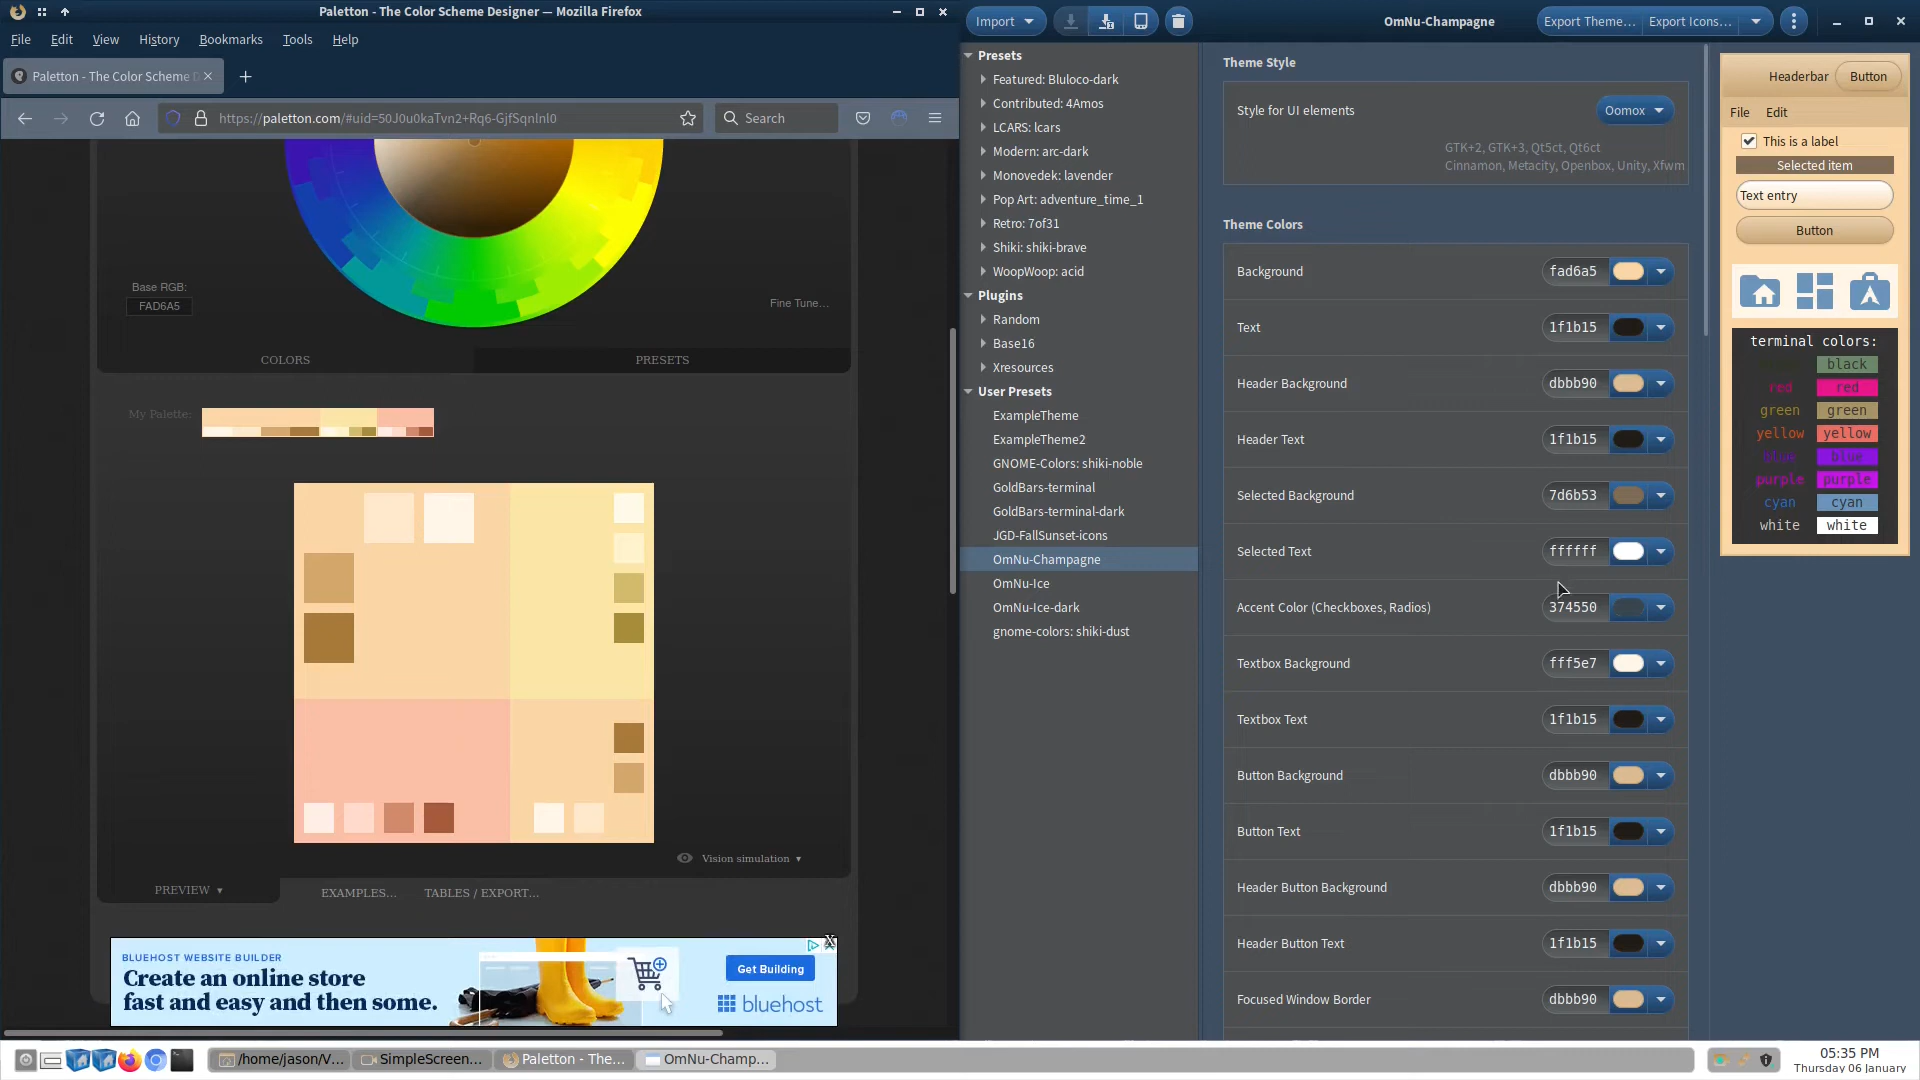 Paletton - The Color Scheme Designer — Mozilla Firefox
File Edit View History Bookmarks Tools Help
Paletton - The Color Scheme D
https://paletton.com/#uid=50J0u0kaTvn2+Rq6-GjfSqnlnl0
Search
Base RGB:
FAD6A5
Fine Tune...
COLORS
PRESETS
My Palette:
Vision simulation ▾
PREVIEW ▾
EXAMPLES...
TABLES / EXPORT...
BLUEHOST WEBSITE BUILDER
Create an online store
fast and easy and then some.
Get Building
bluehost
X
Import
OmNu-Champagne
Export Theme…
Export Icons…
Presets
Featured: Bluloco-dark
Contributed: 4Amos
LCARS: lcars
Modern: arc-dark
Monovedek: lavender
Pop Art: adventure_time_1
Retro: 7of31
Shiki: shiki-brave
WoopWoop: acid
Plugins
Random
Base16
Xresources
User Presets
ExampleTheme
ExampleTheme2
GNOME-Colors: shiki-noble
GoldBars-terminal
GoldBars-terminal-dark
JGD-FallSunset-icons
OmNu-Champagne
OmNu-Ice
OmNu-Ice-dark
gnome-colors: shiki-dust
Theme Style
Style for UI elements
Oomox
GTK+2, GTK+3, Qt5ct, Qt6ct
Cinnamon, Metacity, Openbox, Unity, Xfwm
Theme Colors
Background fad6a5
Text 1f1b15
Header Background dbbb90
Header Text 1f1b15
Selected Background 7d6b53
Selected Text ffffff
Accent Color (Checkboxes, Radios) 374550
Textbox Background fff5e7
Textbox Text 1f1b15
Button Background dbbb90
Button Text 1f1b15
Header Button Background dbbb90
Header Button Text 1f1b15
Focused Window Border dbbb90
Headerbar
Button
File Edit
This is a label
Selected item
Text entry
Button
terminal colors:
black
red red
green green
yellow yellow
blue blue
purple purple
cyan cyan
white white
/home/jason/V...
SimpleScreen...
Paletton - The...
OmNu-Champ...
05:35 PM
Thursday 06 January